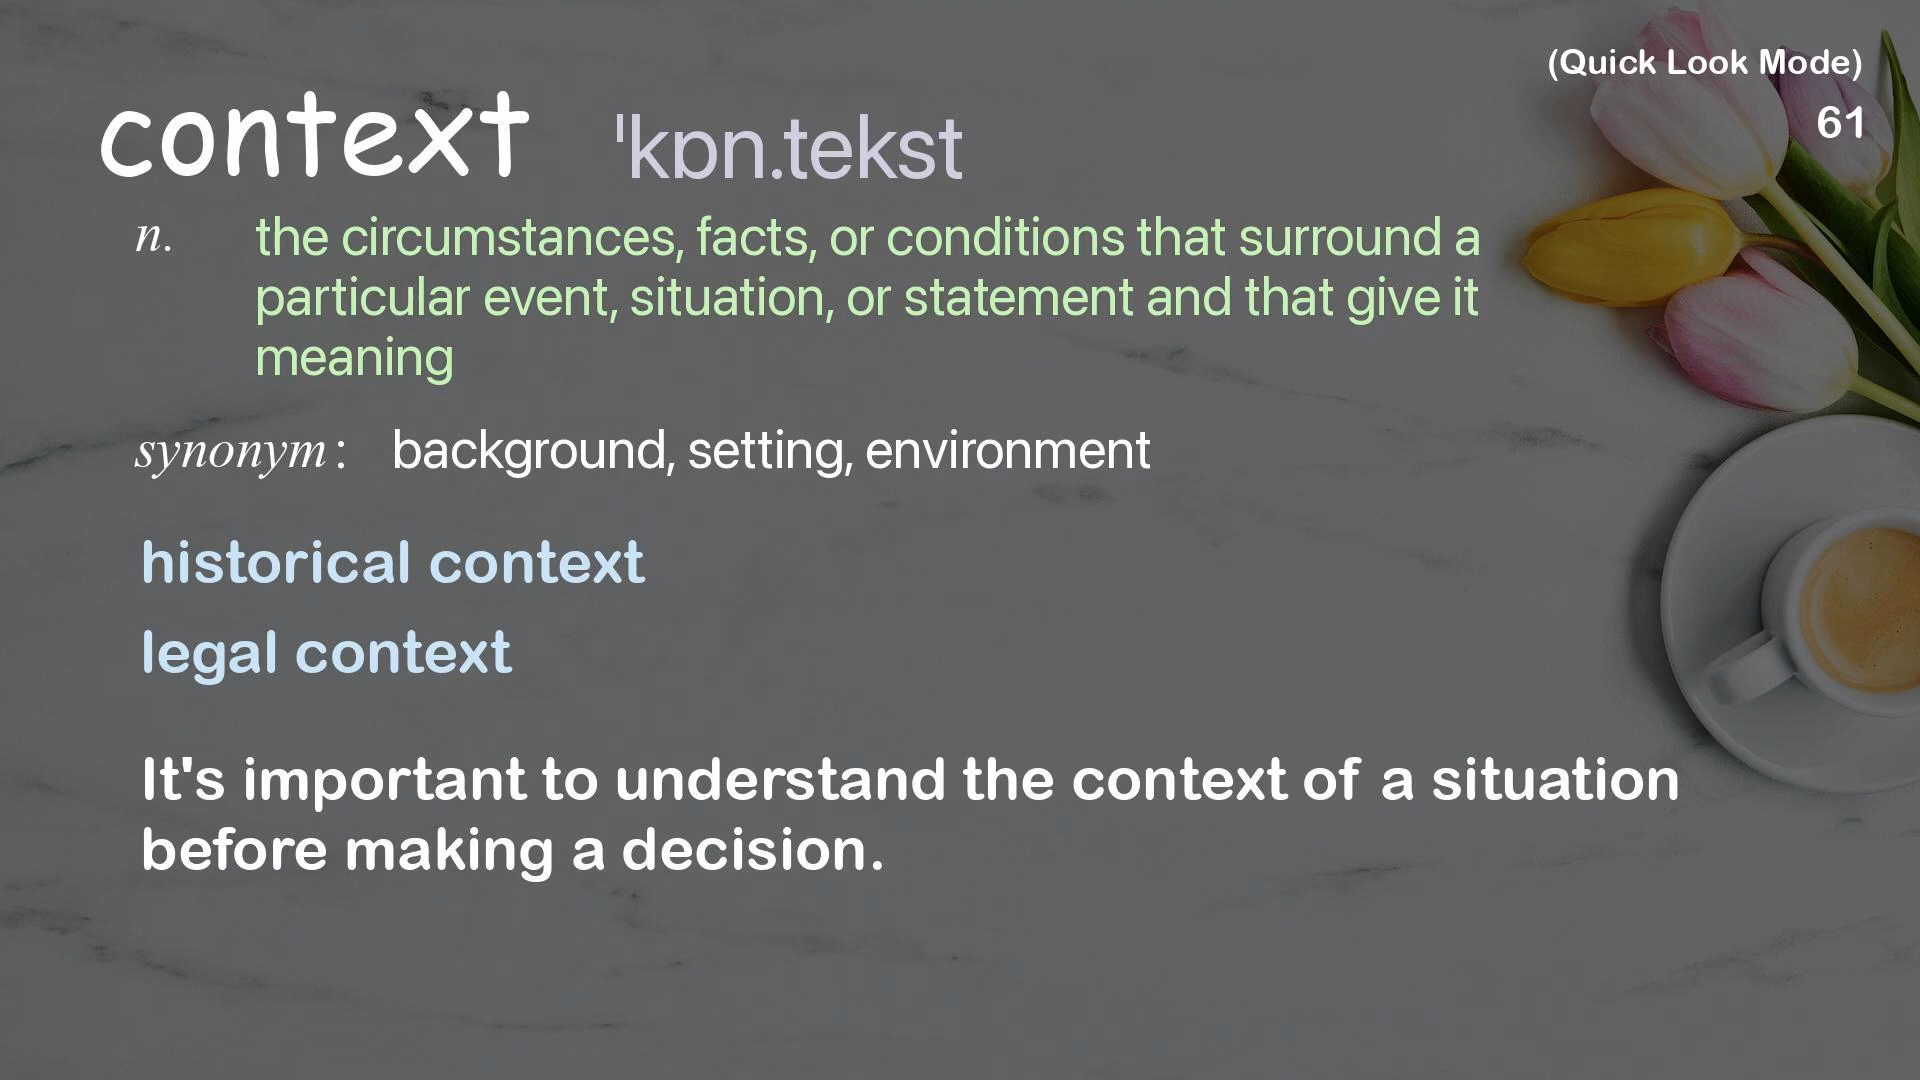 (Quick Look Mode)
61
context ˈkɒn.tekst
n. the circumstances, facts, or conditions that surround a
particular event, situation, or statement and that give it
meaning
synonym: background, setting, environment
historical context
legal context
It's important to understand the context of a situation
before making a decision.